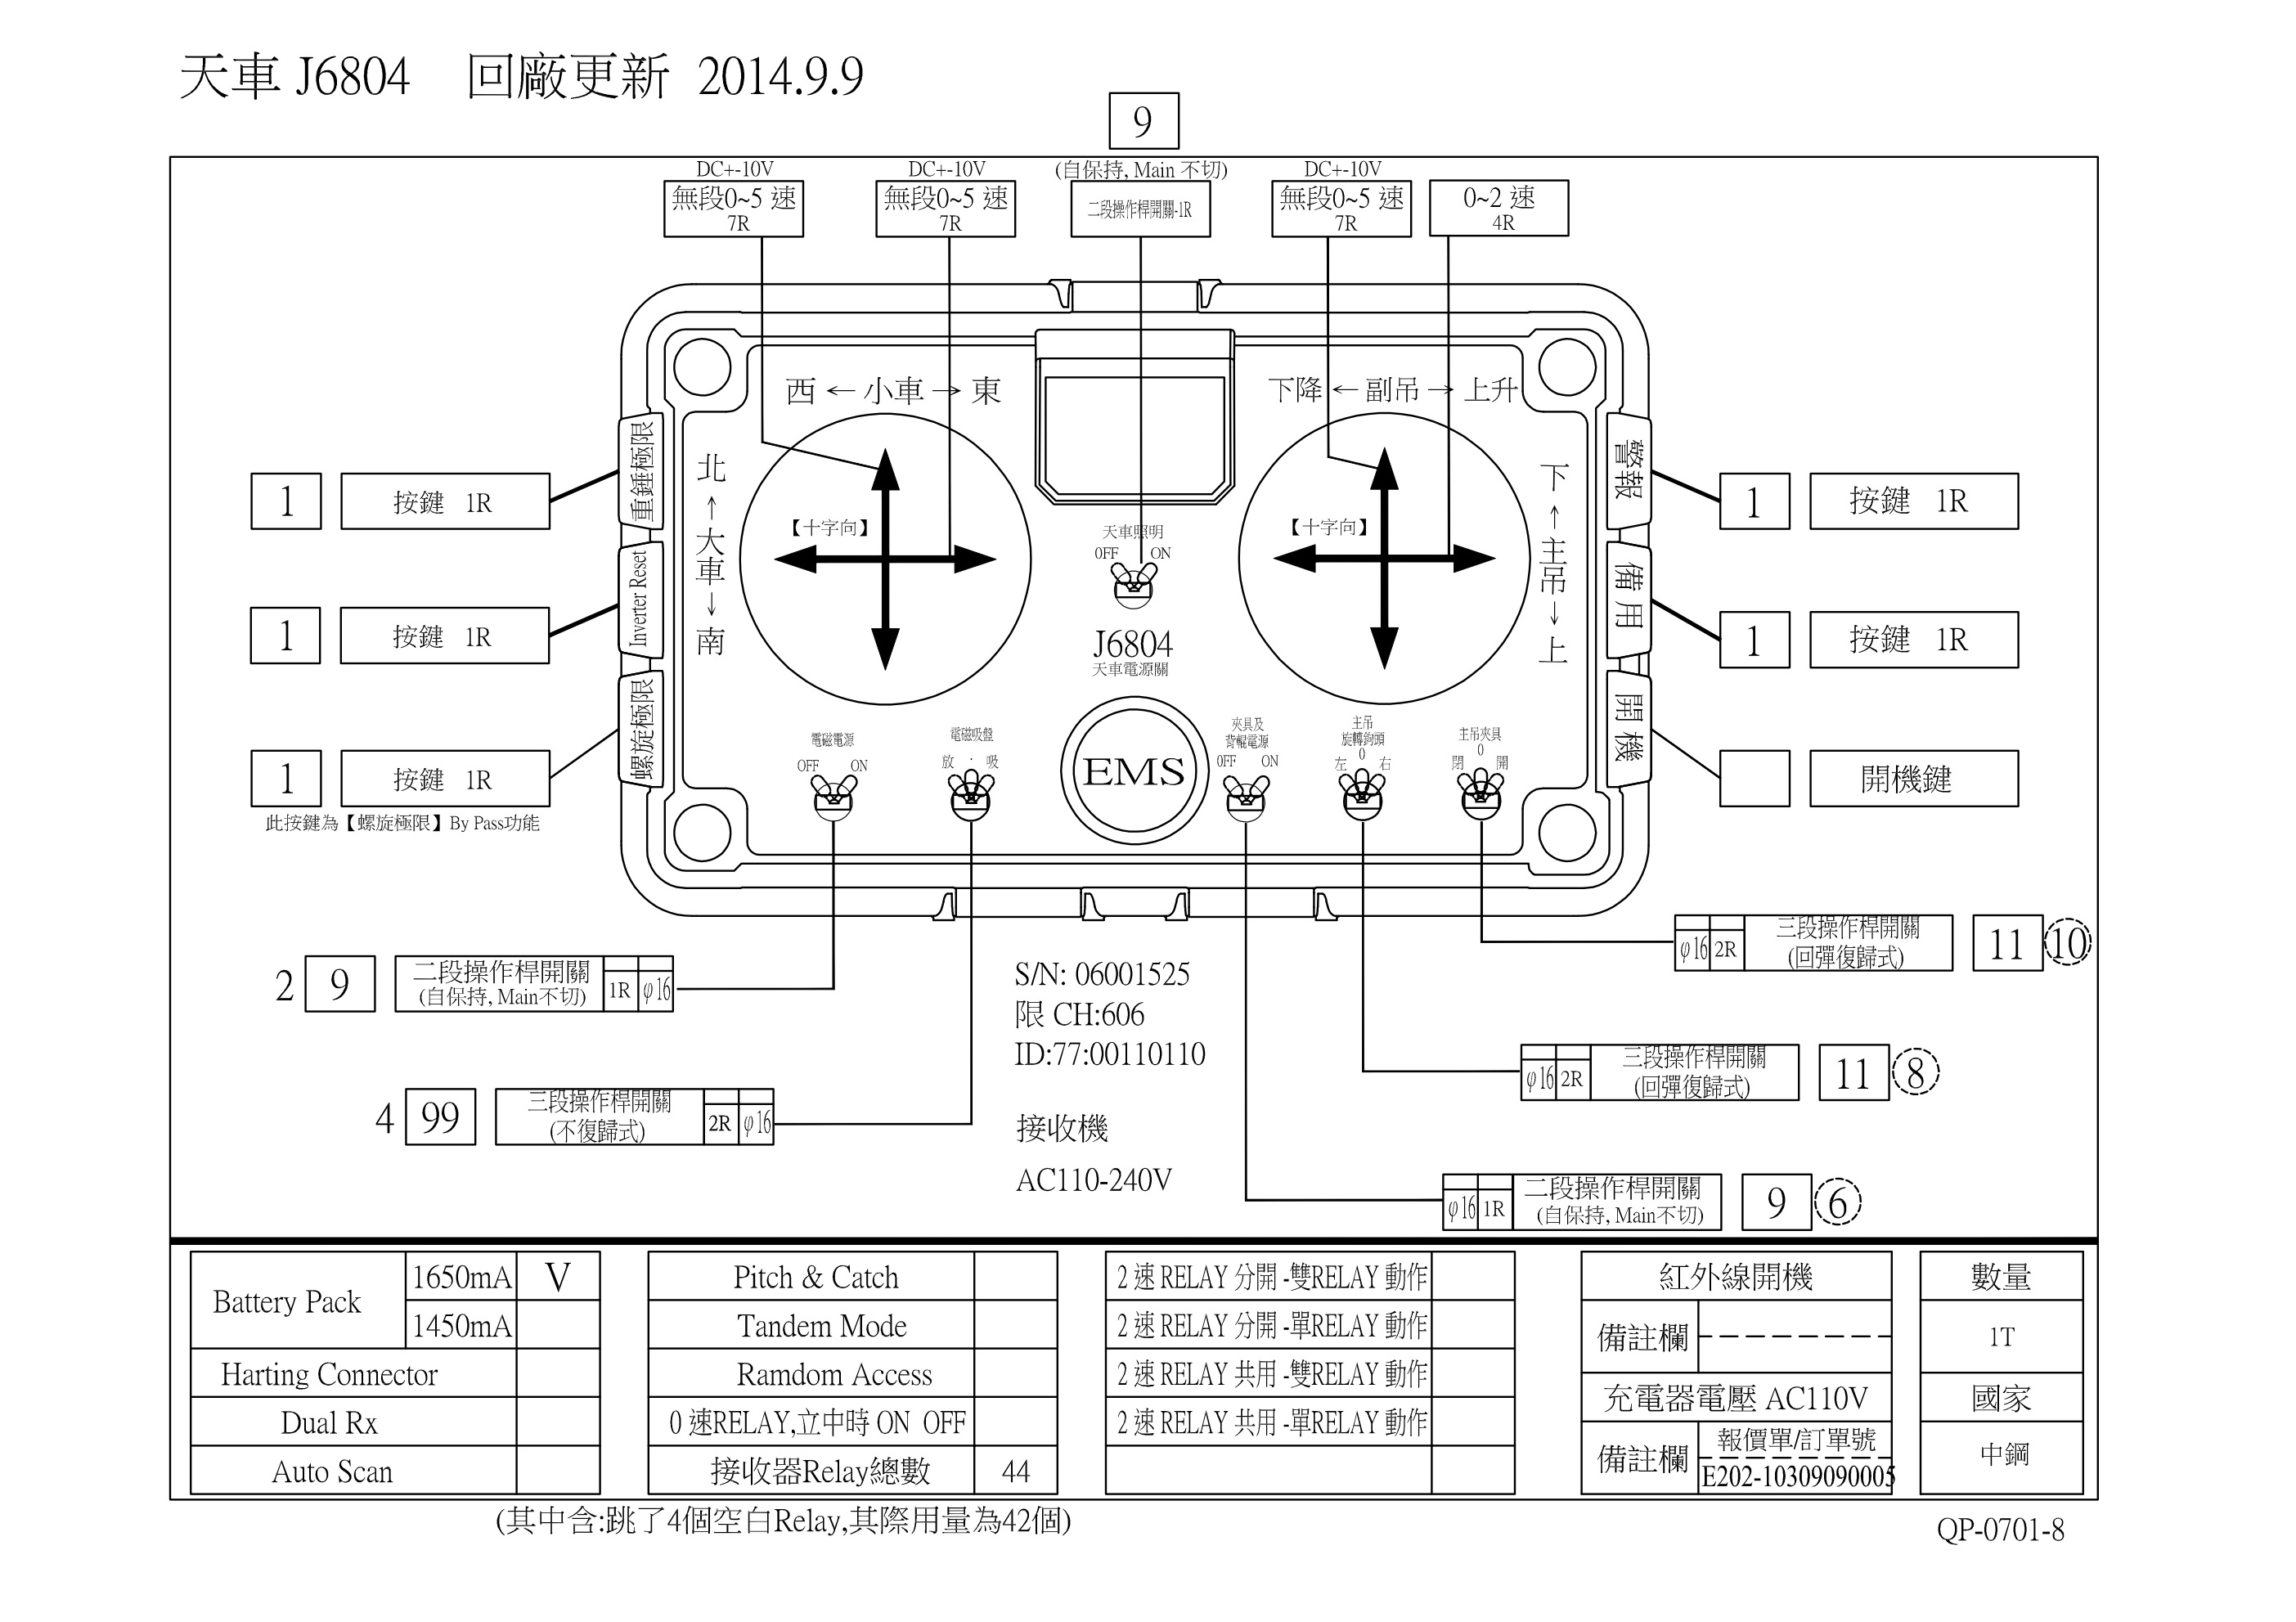 天車 J6804 回廠更新 2014.9.9
9
DC+-10V
無段0~5 速
7R
DC+-10V
無段0~5 速
7R
(自保持, Main 不切)
二段操作桿開關-1R
DC+-10V
無段0~5 速
7R
0~2 速
4R
西 ← 小車 → 東
下降 ← 副吊 → 上升
北 ↑ 大車 ↓ 南
【十字向】
【十字向】
下 ↑ 主吊 ↓ 上
天車照明
OFF ON
J6804
天車電源關
EMS
重錘極限
Inverter Reset
螺旋極限
警報
備用
開機
1 按鍵 1R
1 按鍵 1R
1 按鍵 1R
此按鍵為【螺旋極限】By Pass功能
1 按鍵 1R
1 按鍵 1R
開機鍵
電磁電源
OFF ON
電磁吸盤
放 · 吸
夾具及
背輥電源
OFF ON
主吊
旋轉鉤頭
0
左 右
主吊夾具
0
閉 開
φ16 2R 三段操作桿開關
(回彈復歸式)
11 10
2 9 二段操作桿開關
(自保持, Main不切)
1R φ16
S/N: 06001525
限 CH:606
ID:77:00110110
φ16 2R 三段操作桿開關
(回彈復歸式)
11 8
4 99 三段操作桿開關
(不復歸式)
2R φ16
接收機
AC110-240V
φ16 1R 二段操作桿開關
(自保持, Main不切)
9 6
Battery Pack
1650mA V
1450mA
Harting Connector
Dual Rx
Auto Scan
Pitch & Catch
Tandem Mode
Ramdom Access
0 速RELAY,立中時 ON OFF
接收器Relay總數 44
2 速 RELAY 分開 -雙RELAY 動作
2 速 RELAY 分開 -單RELAY 動作
2 速 RELAY 共用 -雙RELAY 動作
2 速 RELAY 共用 -單RELAY 動作
紅外線開機
備註欄
充電器電壓 AC110V
備註欄
報價單/訂單號
E202-10309090005
數量
1T
國家
中鋼
(其中含:跳了4個空白Relay,其際用量為42個)
QP-0701-8